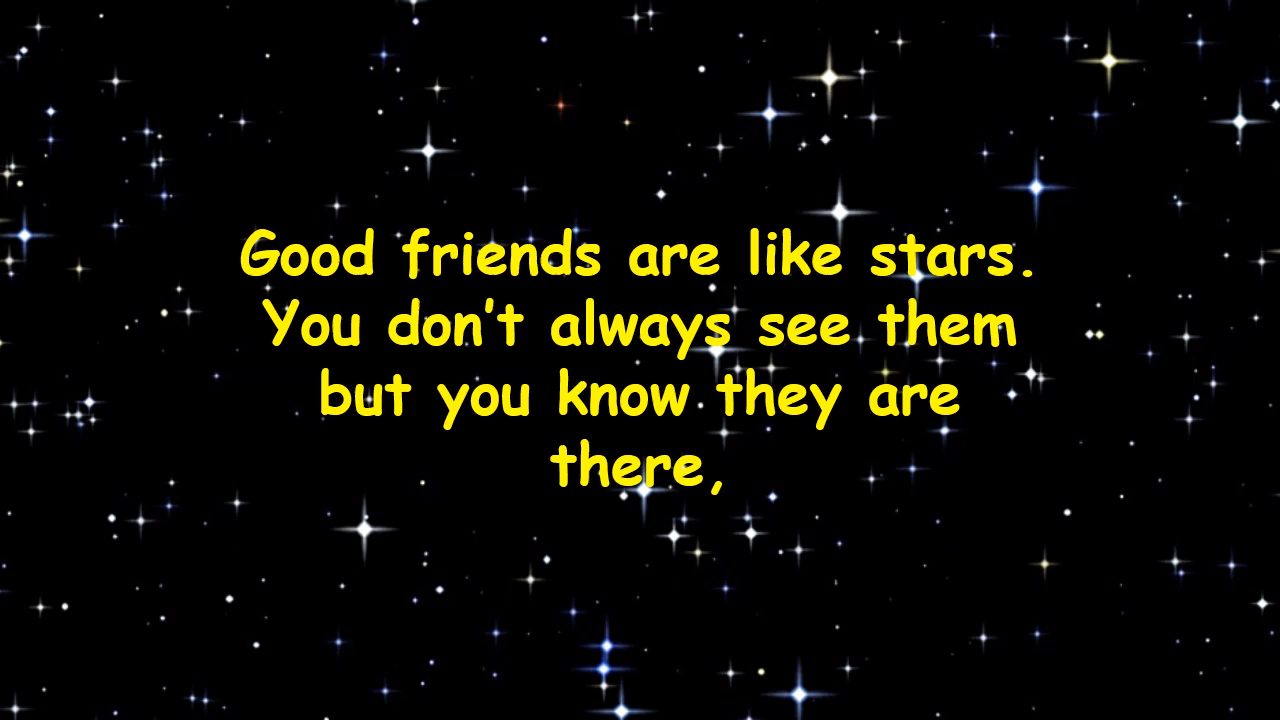 Good friends are like stars.
You don’t always see them
but you know they are
there,